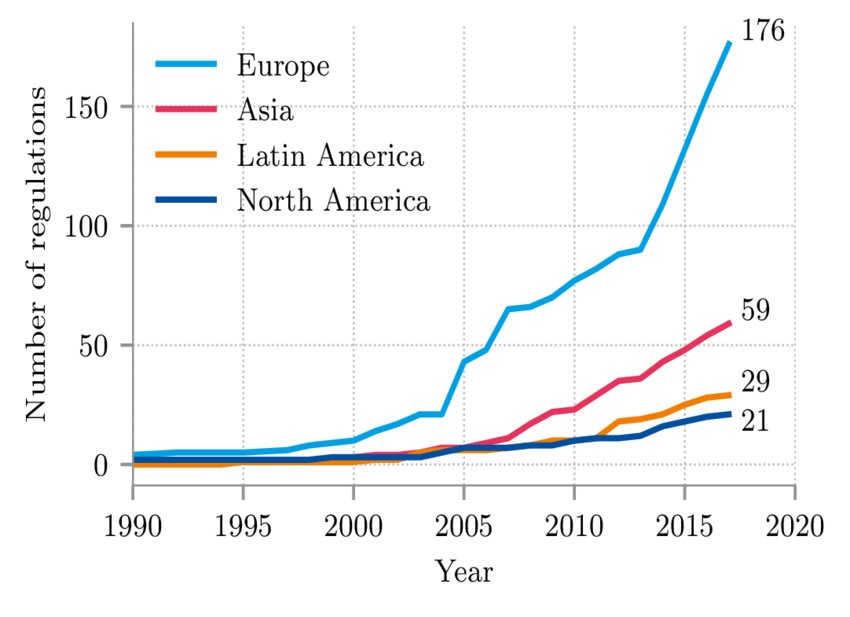 176
Europe
Asia
Latin America
North America
Number of regulations
150
100
50
0
59
29
21
1990 1995 2000 2005 2010 2015 2020
Year